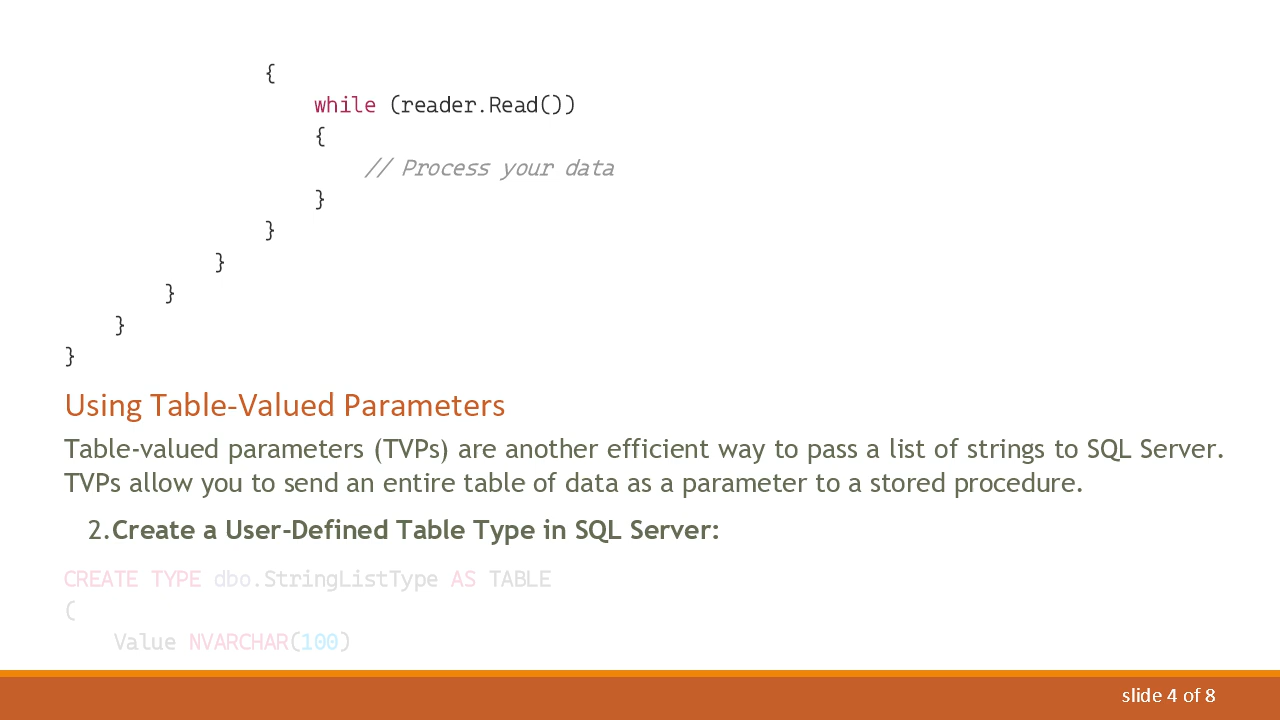 {
while (reader.Read())
{
// Process your data
}
}
}
}
}
}
Using Table-Valued Parameters
Table-valued parameters (TVPs) are another efficient way to pass a list of strings to SQL Server.
TVPs allow you to send an entire table of data as a parameter to a stored procedure.
2.Create a User-Defined Table Type in SQL Server:
CREATE TYPE dbo.StringListType AS TABLE
(
Value NVARCHAR(100)
slide 4 of 8